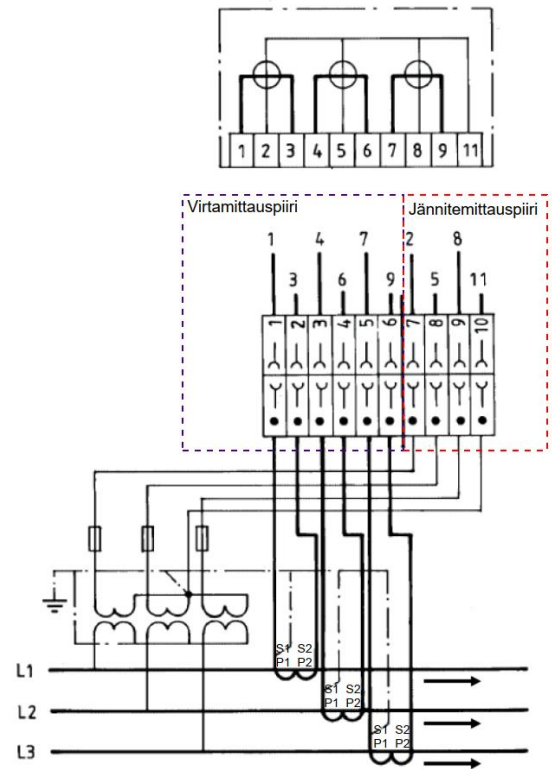 1 2 3 4 5 6 7 8 9 11
Virtamittauspiiri
Jännitemittauspiiri
1 4 7 2 8
3 6 9 5 11
1 2 3 4 5 6 7 8 9 10
S1 S2
P1 P2
L1
S1 S2
P1 P2
L2
S1 S2
P1 P2
L3